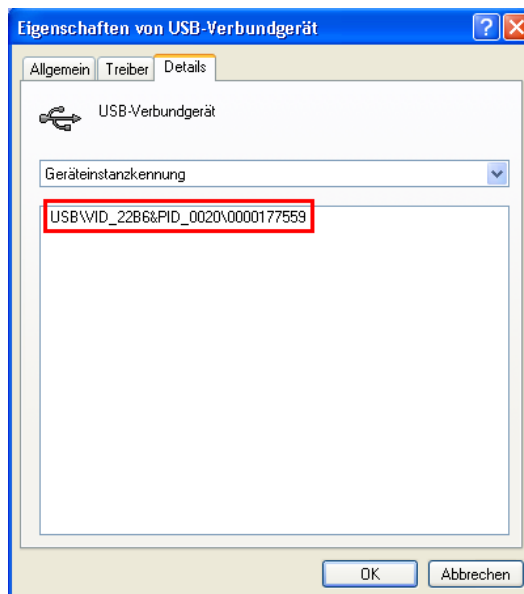 Eigenschaften von USB-Verbundgerät
Allgemein Treiber Details
USB-Verbundgerät
Geräteinstanzkennung
USB\VID_22B6&PID_0020\0000177559
OK Abbrechen